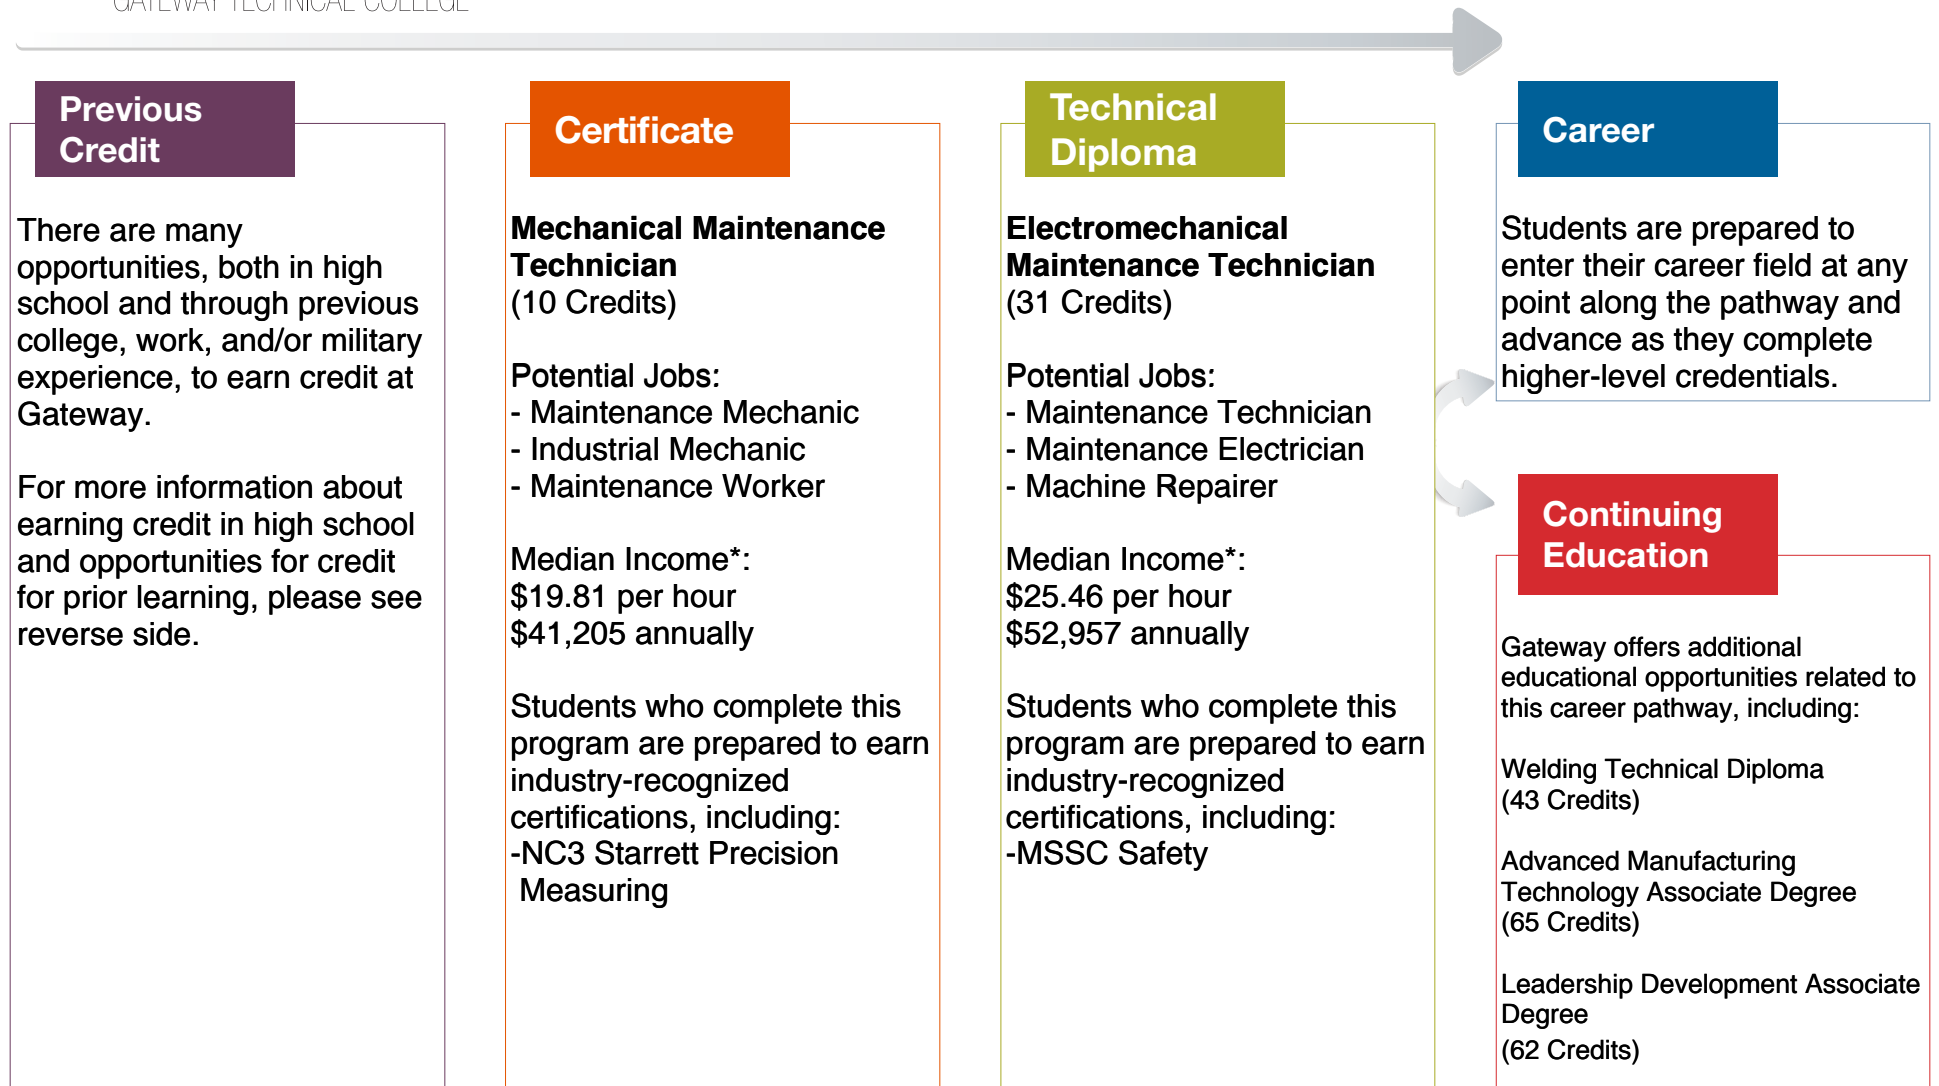 GATEWAY TECHNICAL COLLEGE
Previous
Credit
There are many
opportunities, both in high
school and through previous
college, work, and/or military
experience, to earn credit at
Gateway.
For more information about
earning credit in high school
and opportunities for credit
for prior learning, please see
reverse side.
Certificate
Mechanical Maintenance
Technician
(10 Credits)
Potential Jobs:
- Maintenance Mechanic
- Industrial Mechanic
- Maintenance Worker
Median Income*:
$19.81 per hour
$41,205 annually
Students who complete this
program are prepared to earn
industry-recognized
certifications, including:
-NC3 Starrett Precision
Measuring
Technical
Diploma
Electromechanical
Maintenance Technician
(31 Credits)
Potential Jobs:
- Maintenance Technician
- Maintenance Electrician
- Machine Repairer
Median Income*:
$25.46 per hour
$52,957 annually
Students who complete this
program are prepared to earn
industry-recognized
certifications, including:
-MSSC Safety
Career
Students are prepared to
enter their career field at any
point along the pathway and
advance as they complete
higher-level credentials.
Continuing
Education
Gateway offers additional
educational opportunities related to
this career pathway, including:
Welding Technical Diploma
(43 Credits)
Advanced Manufacturing
Technology Associate Degree
(65 Credits)
Leadership Development Associate
Degree
(62 Credits)